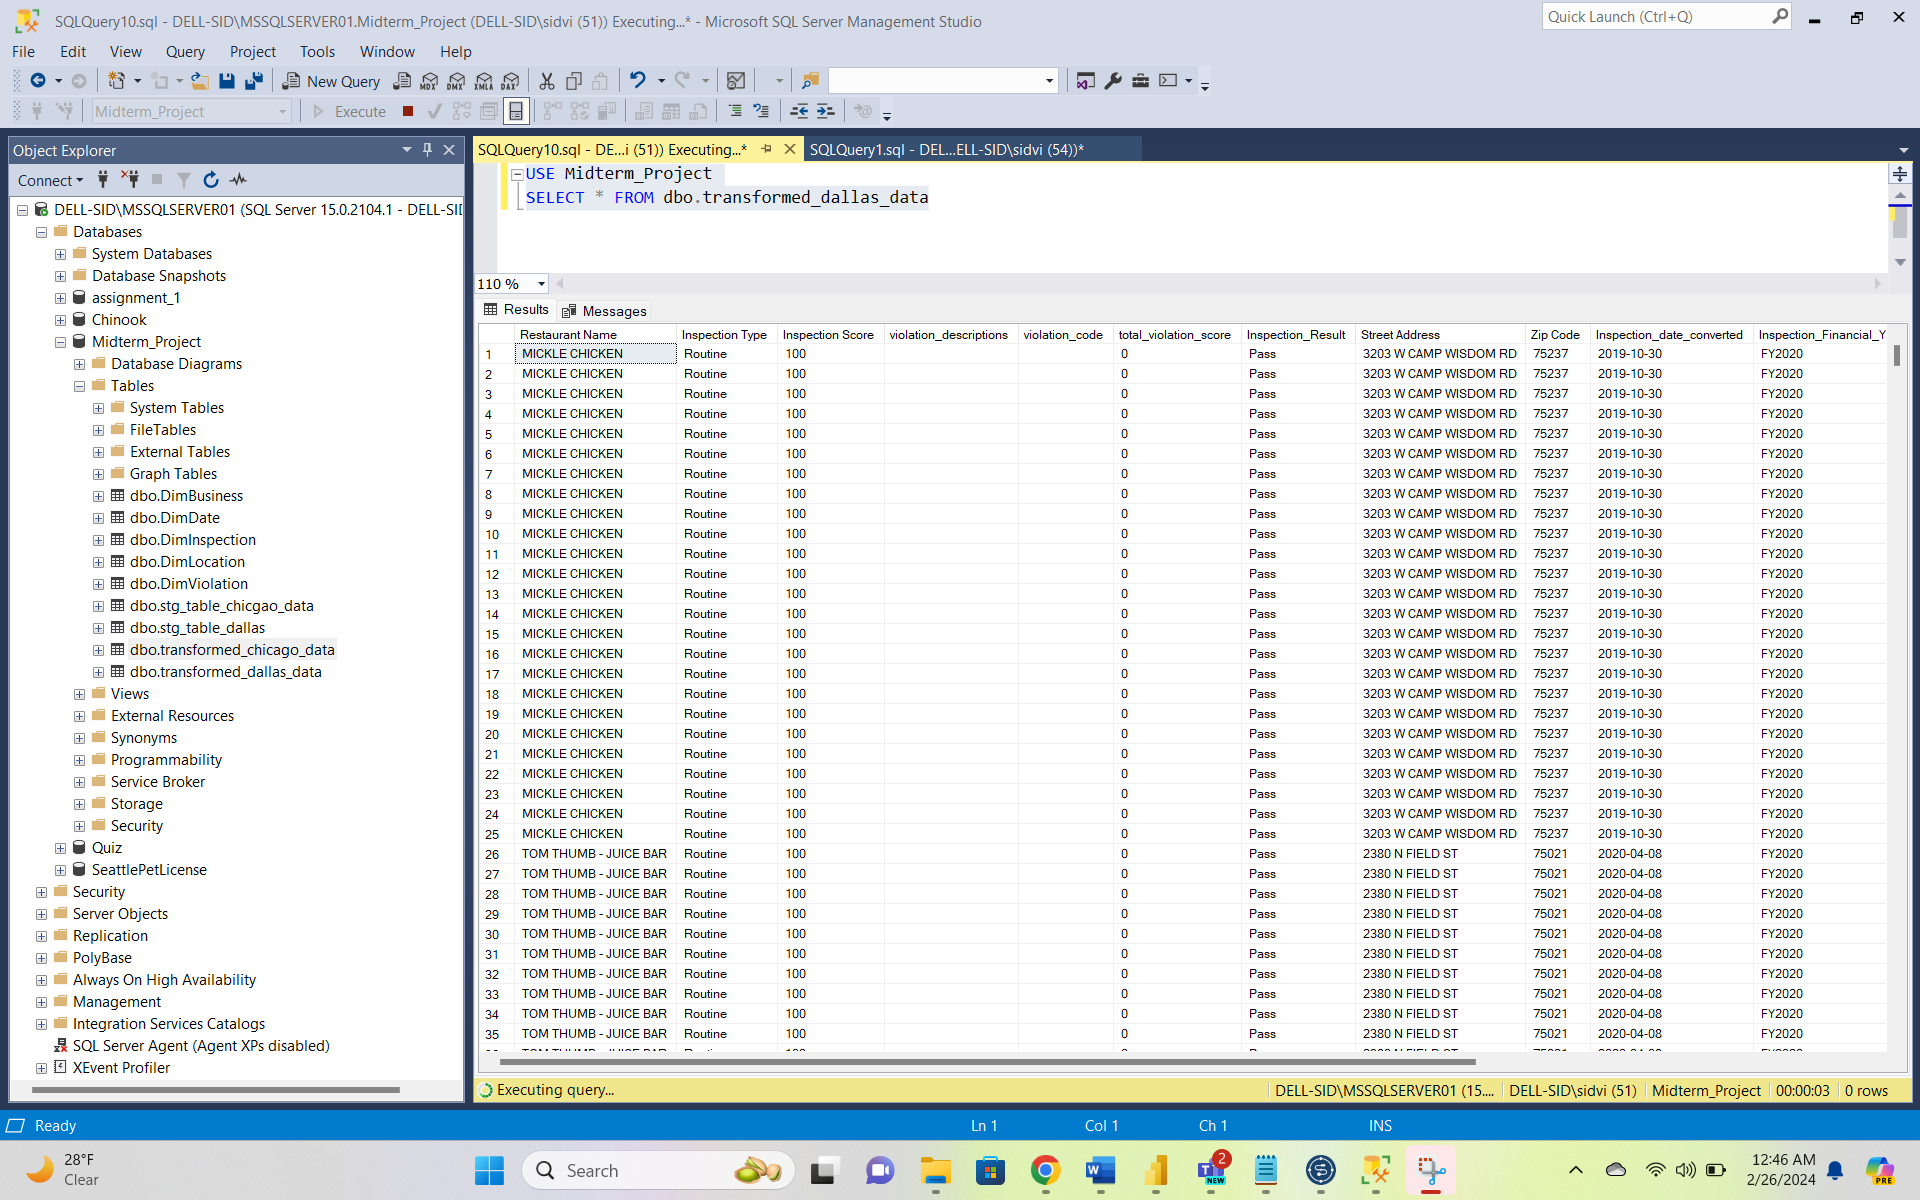 SQLQuery10.sql - DELL-SID\MSSQLSERVER01.Midterm_Project (DELL-SID\sidvi (51)) Executing...* - Microsoft SQL Server Management Studio
Quick Launch (Ctrl+Q)
File Edit View Query Project Tools Window Help
New Query MDX DMX XMLA DAX
Midterm_Project Execute
Object Explorer
Connect
DELL-SID\MSSQLSERVER01 (SQL Server 15.0.2104.1 - DELL-SID
Databases
System Databases
Database Snapshots
assignment_1
Chinook
Midterm_Project
Database Diagrams
Tables
System Tables
FileTables
External Tables
Graph Tables
dbo.DimBusiness
dbo.DimDate
dbo.DimInspection
dbo.DimLocation
dbo.DimViolation
dbo.stg_table_chicgao_data
dbo.stg_table_dallas
dbo.transformed_chicago_data
dbo.transformed_dallas_data
Views
External Resources
Synonyms
Programmability
Service Broker
Storage
Security
Quiz
SeattlePetLicense
Security
Server Objects
Replication
PolyBase
Always On High Availability
Management
Integration Services Catalogs
SQL Server Agent (Agent XPs disabled)
XEvent Profiler
SQLQuery10.sql - DE...i (51)) Executing...* SQLQuery1.sql - DEL...ELL-SID\sidvi (54))*
USE Midterm_Project
SELECT * FROM dbo.transformed_dallas_data
110 %
Results Messages
Restaurant Name Inspection Type Inspection Score violation_descriptions violation_code total_violation_score Inspection_Result Street Address Zip Code Inspection_date_converted Inspection_Financial_Y
1 MICKLE CHICKEN Routine 100 0 Pass 3203 W CAMP WISDOM RD 75237 2019-10-30 FY2020
2 MICKLE CHICKEN Routine 100 0 Pass 3203 W CAMP WISDOM RD 75237 2019-10-30 FY2020
3 MICKLE CHICKEN Routine 100 0 Pass 3203 W CAMP WISDOM RD 75237 2019-10-30 FY2020
4 MICKLE CHICKEN Routine 100 0 Pass 3203 W CAMP WISDOM RD 75237 2019-10-30 FY2020
5 MICKLE CHICKEN Routine 100 0 Pass 3203 W CAMP WISDOM RD 75237 2019-10-30 FY2020
6 MICKLE CHICKEN Routine 100 0 Pass 3203 W CAMP WISDOM RD 75237 2019-10-30 FY2020
7 MICKLE CHICKEN Routine 100 0 Pass 3203 W CAMP WISDOM RD 75237 2019-10-30 FY2020
8 MICKLE CHICKEN Routine 100 0 Pass 3203 W CAMP WISDOM RD 75237 2019-10-30 FY2020
9 MICKLE CHICKEN Routine 100 0 Pass 3203 W CAMP WISDOM RD 75237 2019-10-30 FY2020
10 MICKLE CHICKEN Routine 100 0 Pass 3203 W CAMP WISDOM RD 75237 2019-10-30 FY2020
11 MICKLE CHICKEN Routine 100 0 Pass 3203 W CAMP WISDOM RD 75237 2019-10-30 FY2020
12 MICKLE CHICKEN Routine 100 0 Pass 3203 W CAMP WISDOM RD 75237 2019-10-30 FY2020
13 MICKLE CHICKEN Routine 100 0 Pass 3203 W CAMP WISDOM RD 75237 2019-10-30 FY2020
14 MICKLE CHICKEN Routine 100 0 Pass 3203 W CAMP WISDOM RD 75237 2019-10-30 FY2020
15 MICKLE CHICKEN Routine 100 0 Pass 3203 W CAMP WISDOM RD 75237 2019-10-30 FY2020
16 MICKLE CHICKEN Routine 100 0 Pass 3203 W CAMP WISDOM RD 75237 2019-10-30 FY2020
17 MICKLE CHICKEN Routine 100 0 Pass 3203 W CAMP WISDOM RD 75237 2019-10-30 FY2020
18 MICKLE CHICKEN Routine 100 0 Pass 3203 W CAMP WISDOM RD 75237 2019-10-30 FY2020
19 MICKLE CHICKEN Routine 100 0 Pass 3203 W CAMP WISDOM RD 75237 2019-10-30 FY2020
20 MICKLE CHICKEN Routine 100 0 Pass 3203 W CAMP WISDOM RD 75237 2019-10-30 FY2020
21 MICKLE CHICKEN Routine 100 0 Pass 3203 W CAMP WISDOM RD 75237 2019-10-30 FY2020
22 MICKLE CHICKEN Routine 100 0 Pass 3203 W CAMP WISDOM RD 75237 2019-10-30 FY2020
23 MICKLE CHICKEN Routine 100 0 Pass 3203 W CAMP WISDOM RD 75237 2019-10-30 FY2020
24 MICKLE CHICKEN Routine 100 0 Pass 3203 W CAMP WISDOM RD 75237 2019-10-30 FY2020
25 MICKLE CHICKEN Routine 100 0 Pass 3203 W CAMP WISDOM RD 75237 2019-10-30 FY2020
26 TOM THUMB - JUICE BAR Routine 100 0 Pass 2380 N FIELD ST 75021 2020-04-08 FY2020
27 TOM THUMB - JUICE BAR Routine 100 0 Pass 2380 N FIELD ST 75021 2020-04-08 FY2020
28 TOM THUMB - JUICE BAR Routine 100 0 Pass 2380 N FIELD ST 75021 2020-04-08 FY2020
29 TOM THUMB - JUICE BAR Routine 100 0 Pass 2380 N FIELD ST 75021 2020-04-08 FY2020
30 TOM THUMB - JUICE BAR Routine 100 0 Pass 2380 N FIELD ST 75021 2020-04-08 FY2020
31 TOM THUMB - JUICE BAR Routine 100 0 Pass 2380 N FIELD ST 75021 2020-04-08 FY2020
32 TOM THUMB - JUICE BAR Routine 100 0 Pass 2380 N FIELD ST 75021 2020-04-08 FY2020
33 TOM THUMB - JUICE BAR Routine 100 0 Pass 2380 N FIELD ST 75021 2020-04-08 FY2020
34 TOM THUMB - JUICE BAR Routine 100 0 Pass 2380 N FIELD ST 75021 2020-04-08 FY2020
35 TOM THUMB - JUICE BAR Routine 100 0 Pass 2380 N FIELD ST 75021 2020-04-08 FY2020
Executing query... DELL-SID\MSSQLSERVER01 (15.... DELL-SID\sidvi (51) Midterm_Project 00:00:03 0 rows
Ready Ln 1 Col 1 Ch 1 INS
28°F
Clear
Search
2
NEW
12:46 AM
2/26/2024
PRE